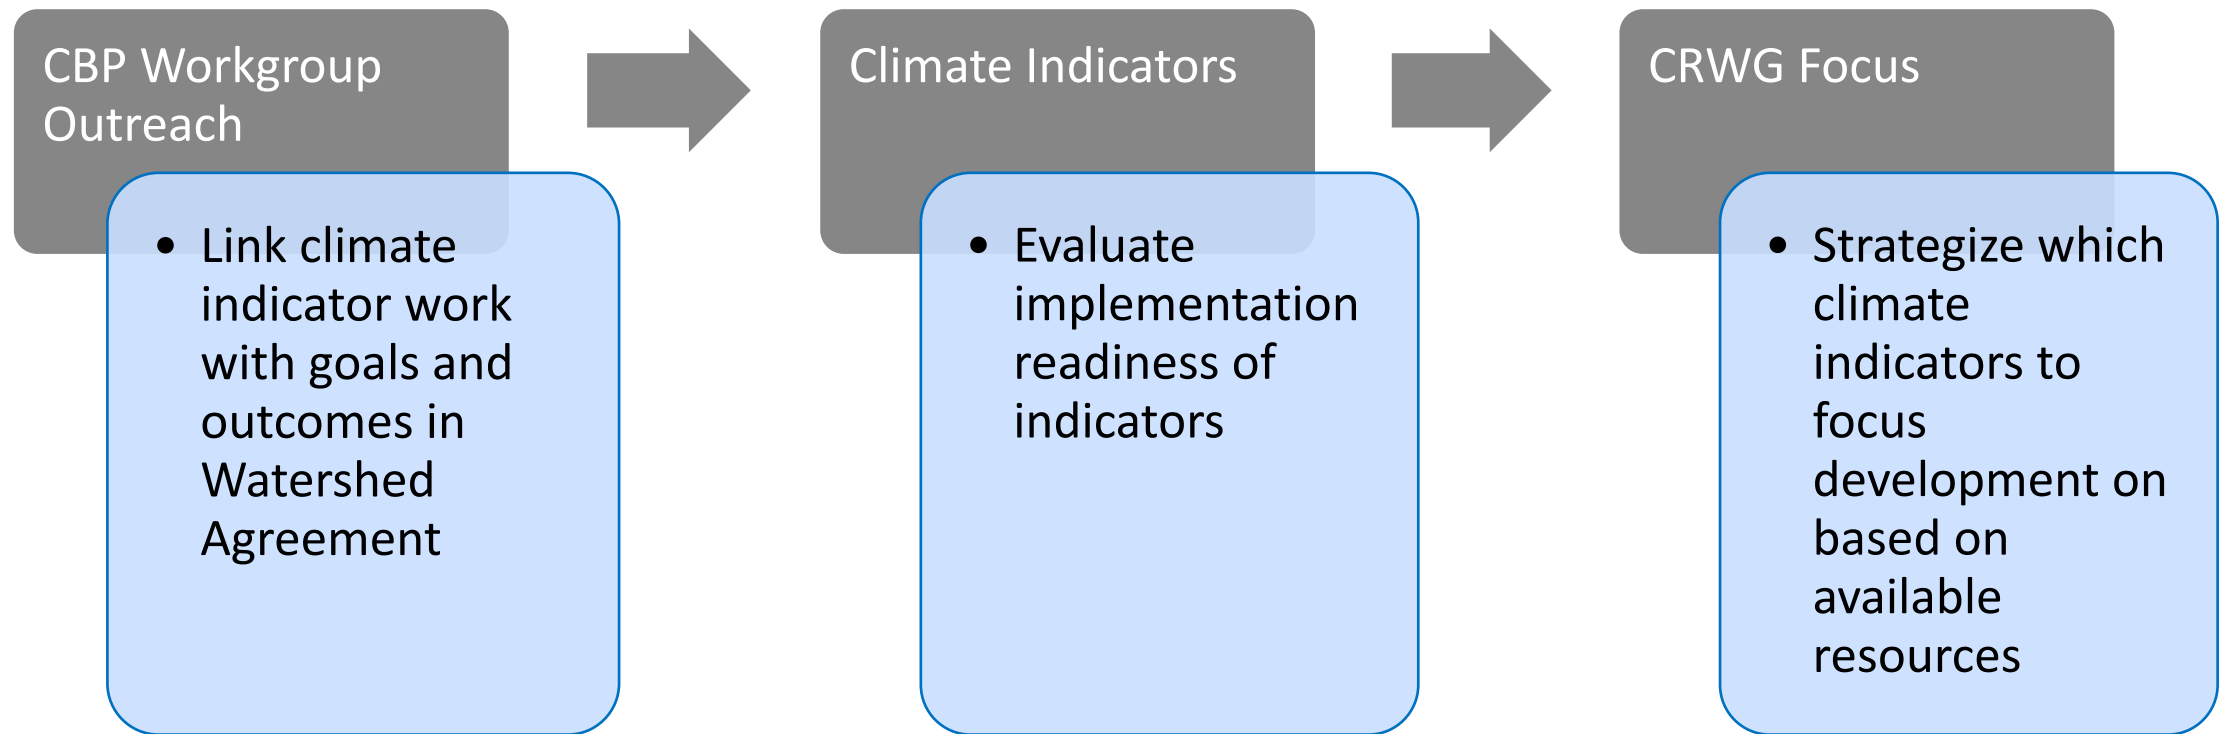 CBP Workgroup
Outreach
• Link climate
indicator work
with goals and
outcomes in
Watershed
Agreement
Climate Indicators
• Evaluate
implementation
readiness of
indicators
CRWG Focus
• Strategize which
climate
indicators to
focus
development on
based on
available
resources